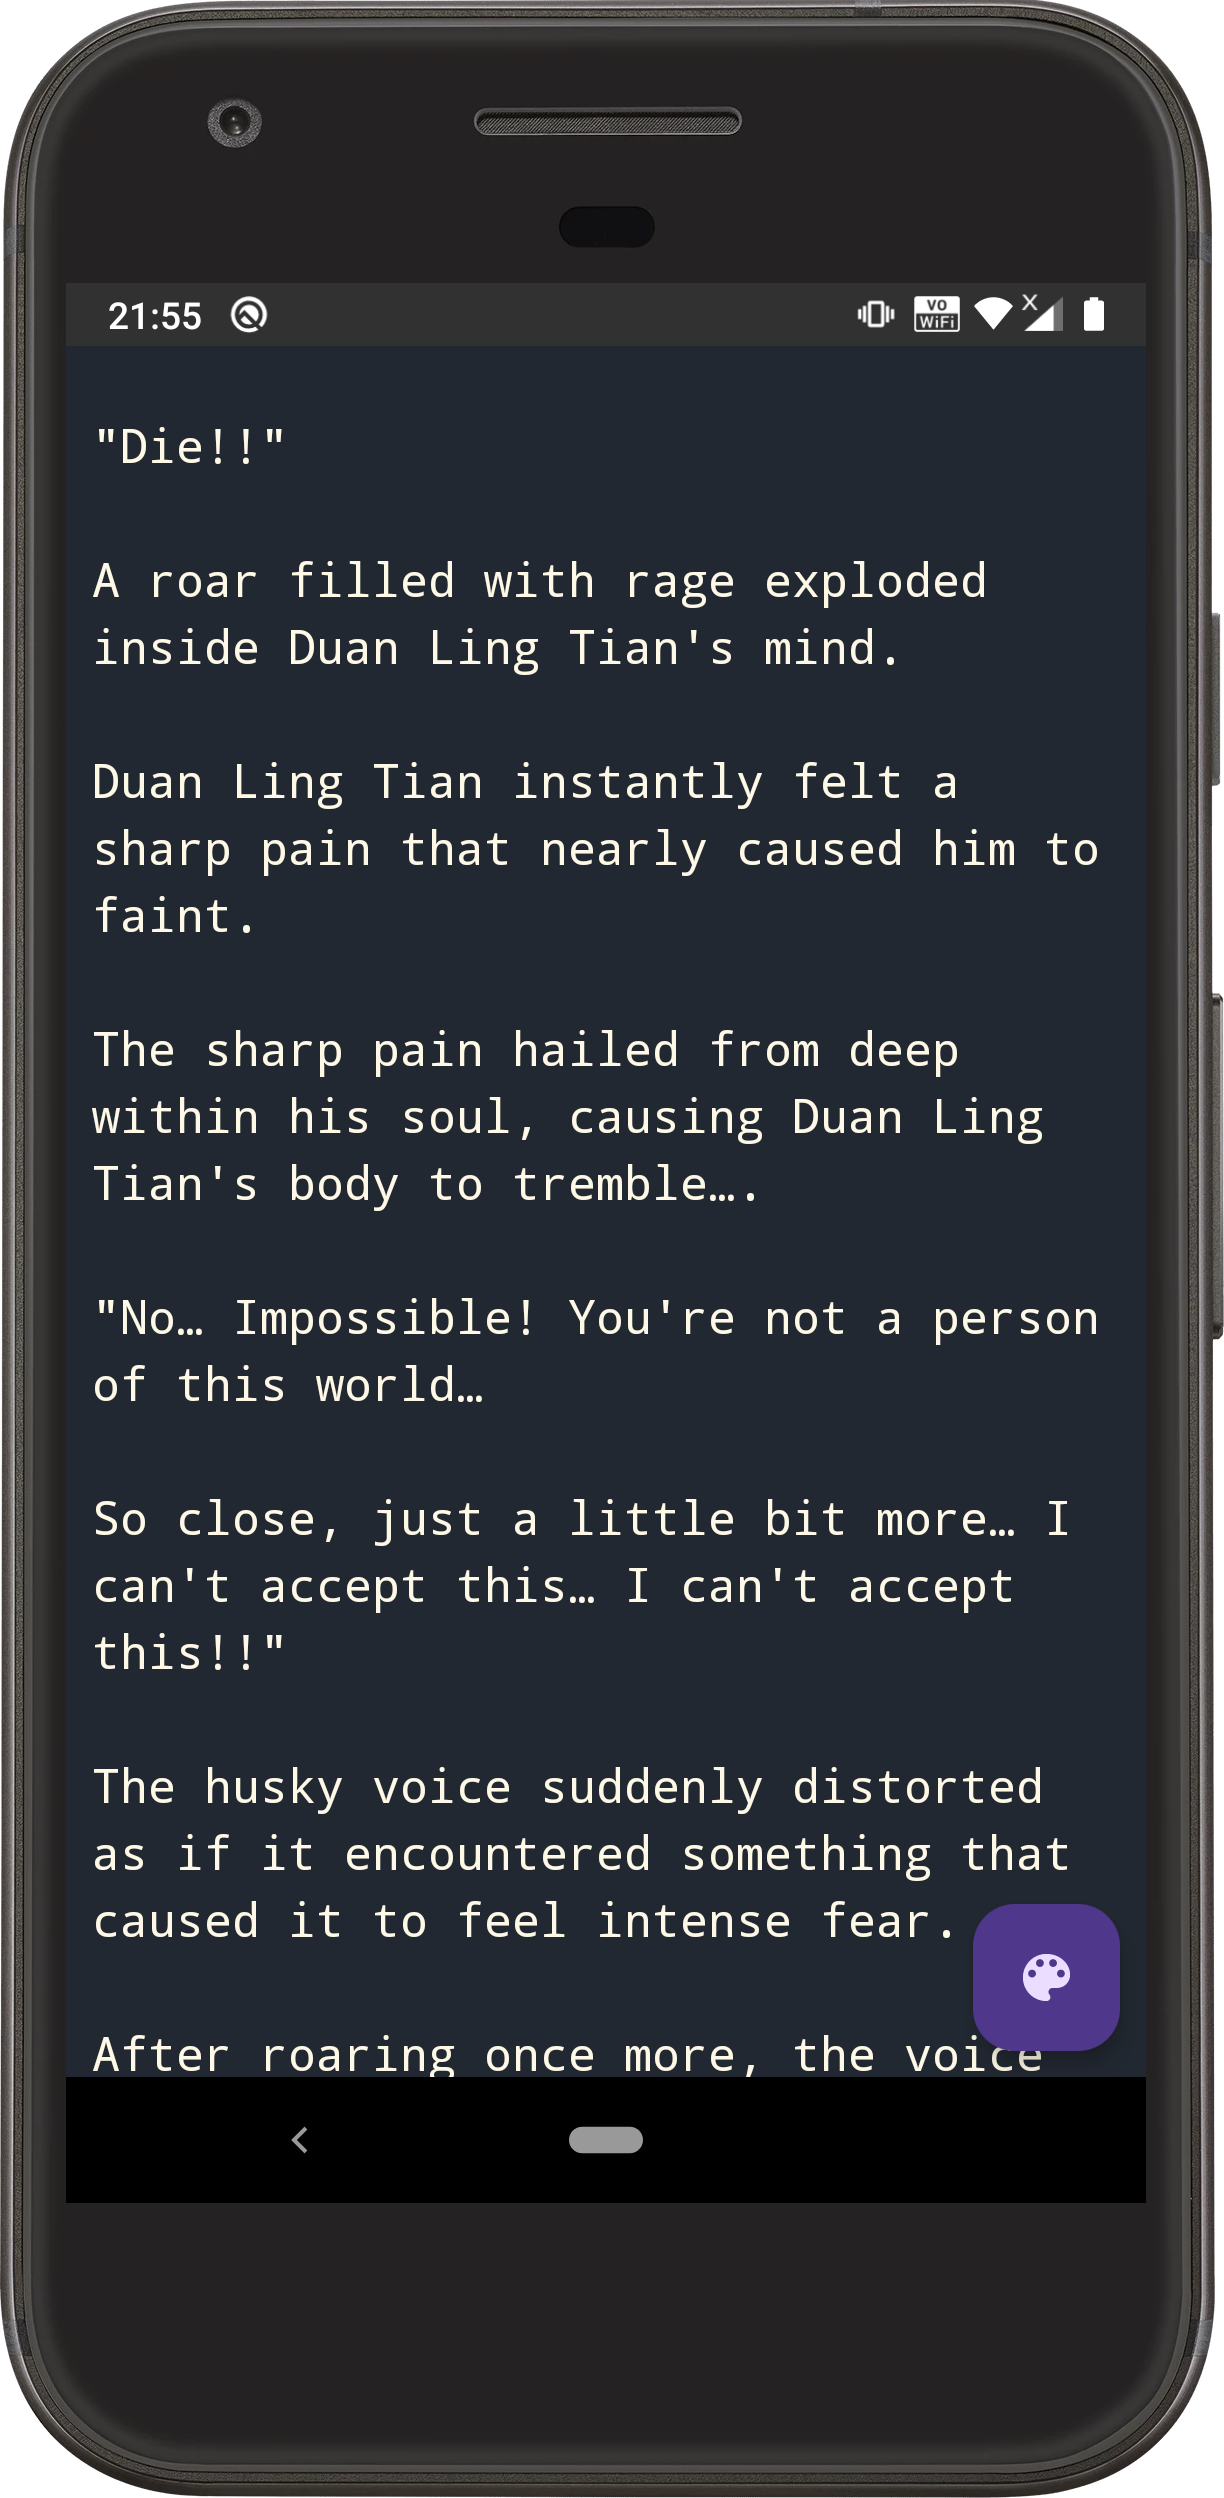 21:55
VO
WiFi
X
"Die!!"
A roar filled with rage exploded
inside Duan Ling Tian's mind.
Duan Ling Tian instantly felt a
sharp pain that nearly caused him to
faint.
The sharp pain hailed from deep
within his soul, causing Duan Ling
Tian's body to tremble….
"No… Impossible! You're not a person
of this world…
So close, just a little bit more… I
can't accept this… I can't accept
this!!"
The husky voice suddenly distorted
as if it encountered something that
caused it to feel intense fear.
After roaring once more, the voice